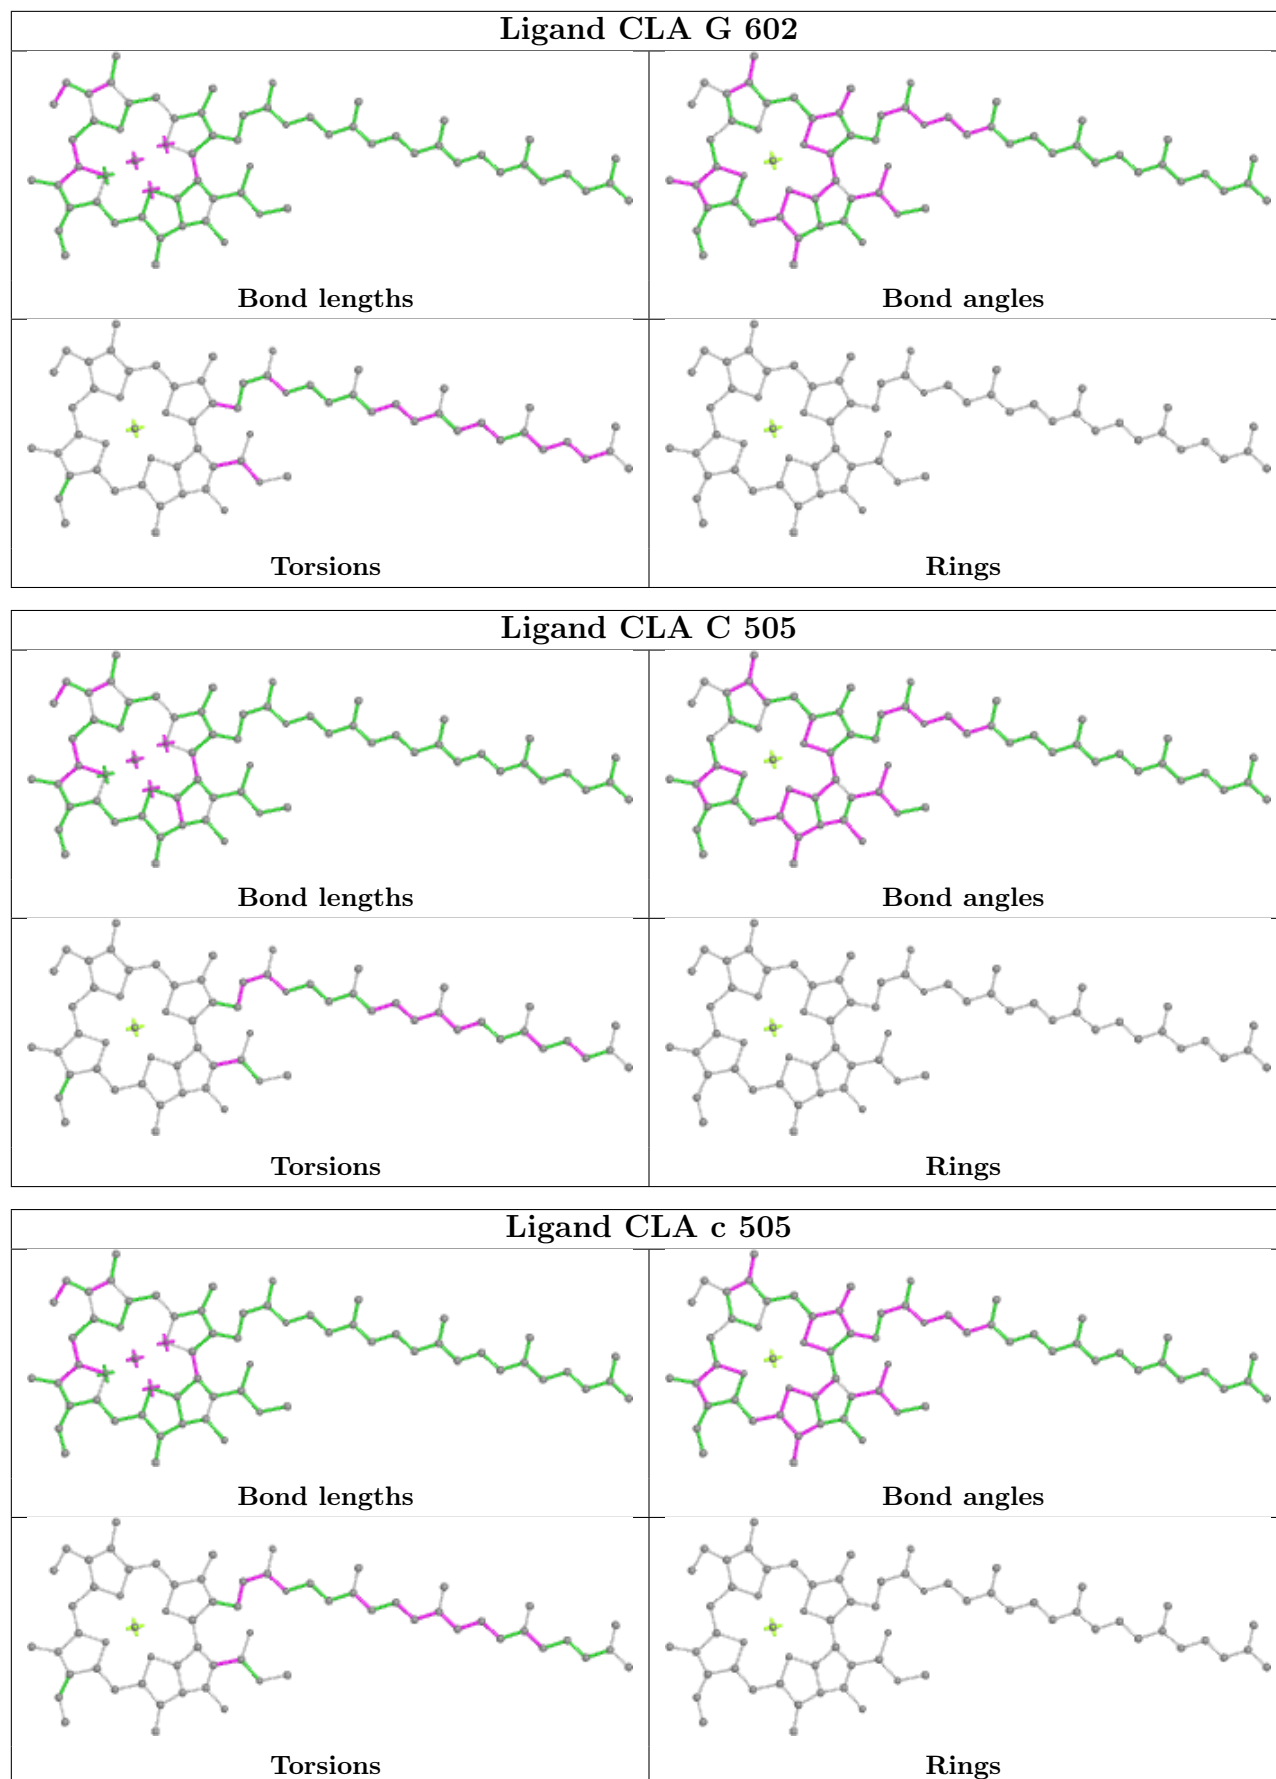 Ligand CLA G 602
Bond lengths
Bond angles
Torsions
Rings
Ligand CLA C 505
Bond lengths
Bond angles
Torsions
Rings
Ligand CLA c 505
Bond lengths
Bond angles
Torsions
Rings